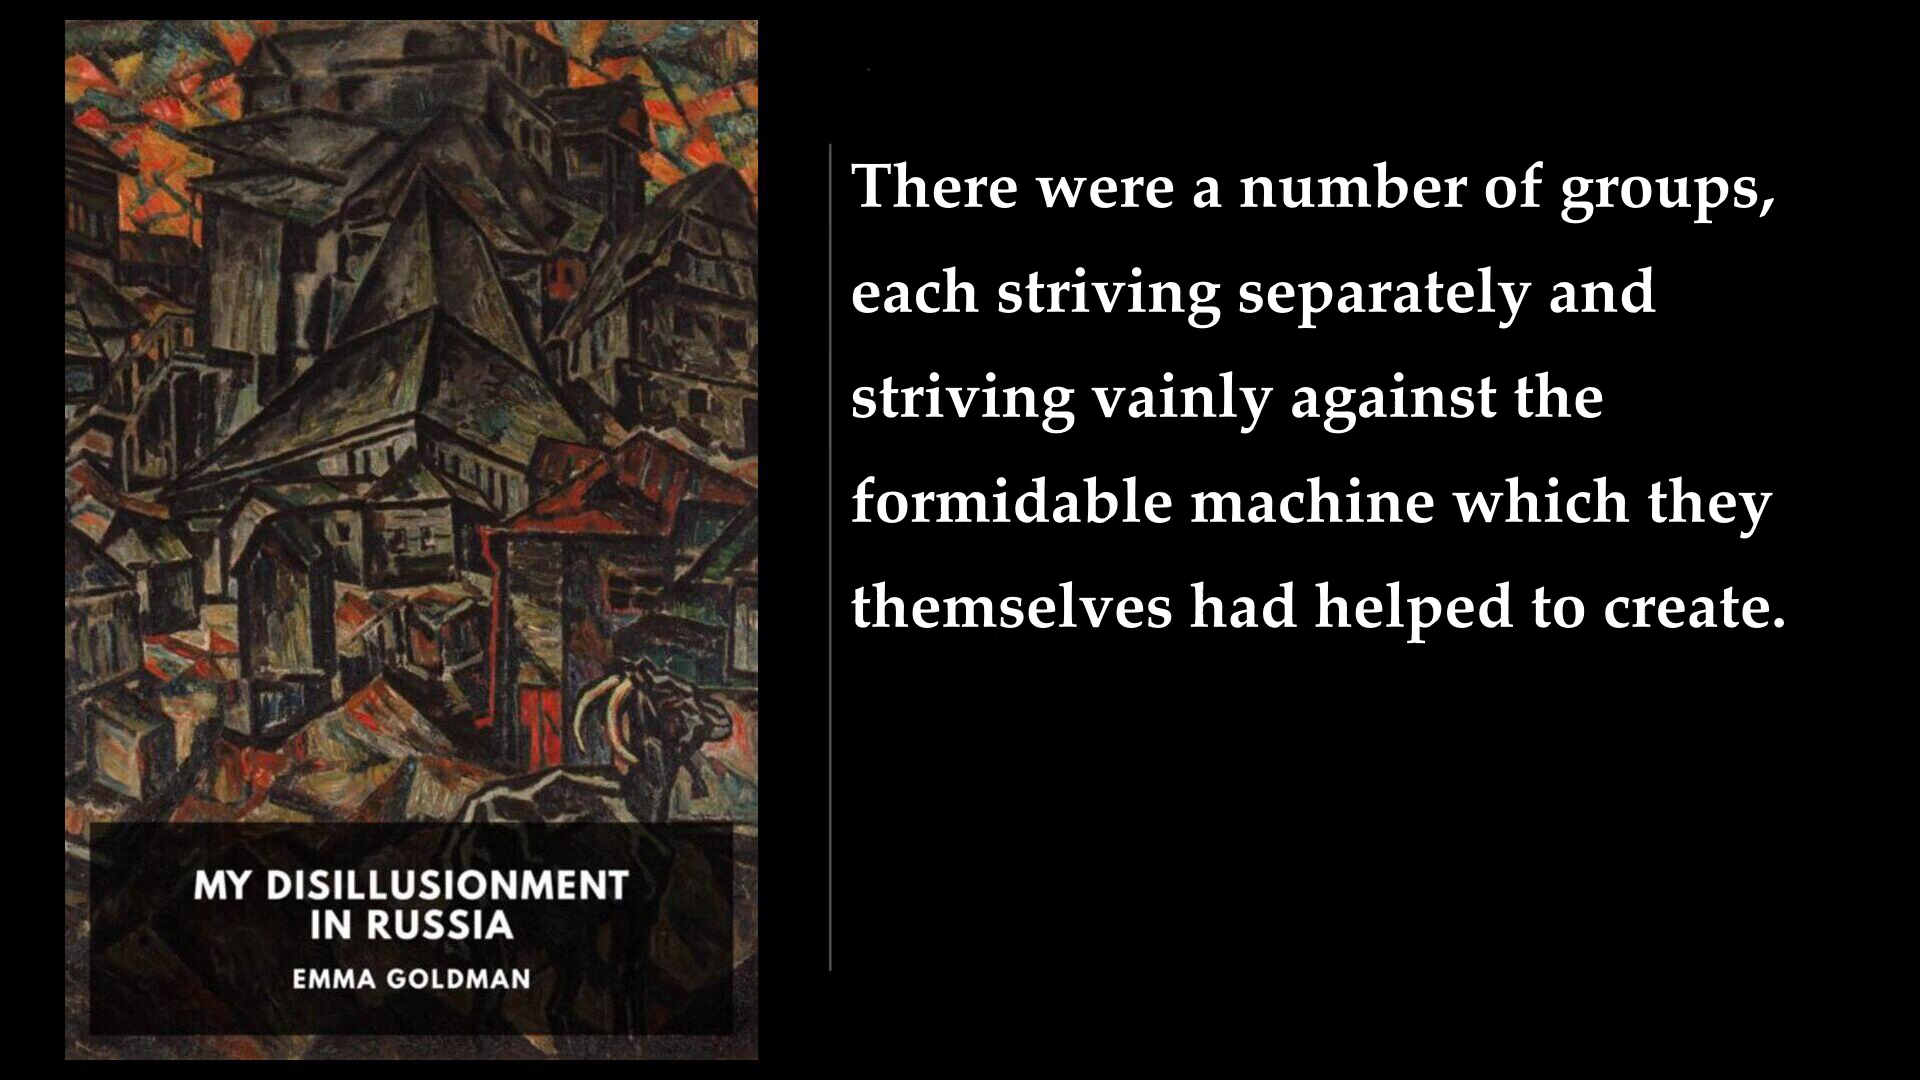 There were a number of groups,
each striving separately and
striving vainly against the
formidable machine which they
themselves had helped to create.
MY DISILLUSIONMENT
IN RUSSIA
EMMA GOLDMAN